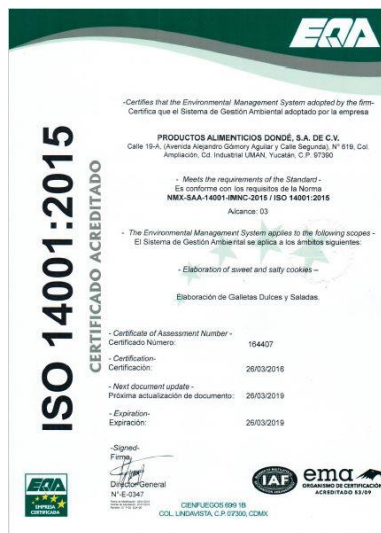 EQA
-Certifies that the Environmental Management System adopted by the firm-
Certifica que el Sistema de Gestión Ambiental adoptado por la empresa
PRODUCTOS ALIMENTICIOS DONDÉ, S.A. DE C.V.
Calle 19-A, (Avenida Alejandro Gómory Aguilar y Calle Segunda), N° 619, Col.
Ampliación, Cd. Industrial UMAN, Yucatán, C.P. 97390
- Meets the requirements of the Standard -
Es conforme con los requisitos de la Norma
NMX-SAA-14001-IMNC-2015 / ISO 14001:2015
Alcance: 03
- The Environmental Management System applies to the following scopes -
El Sistema de Gestión Ambiental se aplica a los ámbitos siguientes:
- Elaboration of sweet and salty cookies –
Elaboración de Galletas Dulces y Saladas.
ISO 14001:2015
CERTIFICADO ACREDITADO
- Certificate of Assessment Number -
Certificado Número: 164407
- Certification-
Certificación: 26/03/2016
- Next document update -
Próxima actualización de documento: 26/03/2019
- Expiration-
Expiración: 26/03/2019
-Signed-
Firma
Director General
N°-E-0347
EQA
EMPRESA
CERTIFICADA
IAF
ema
ORGANISMO DE CERTIFICACIÓN
ACREDITADO 53/09
CIENFUEGOS 699 1B
COL. LINDAVISTA, C.P. 07300, CDMX